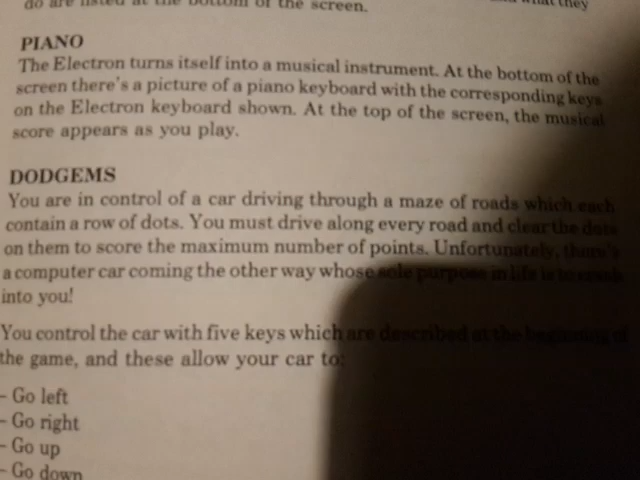 do are listed at the bottom of the screen. what they
PIANO
The Electron turns itself into a musical instrument. At the bottom of the
screen there's a picture of a piano keyboard with the corresponding keys
on the Electron keyboard shown. At the top of the screen, the musical
score appears as you play.
DODGEMS
You are in control of a car driving through a maze of roads which each
contain a row of dots. You must drive along every road and clear the dots
on them to score the maximum number of points. Unfortunately, there's
a computer car coming the other way whose sole purpose in life is to crash
into you!
You control the car with five keys which are described at the beginning of
the game, and these allow your car to:
- Go left
- Go right
- Go up
- Go down